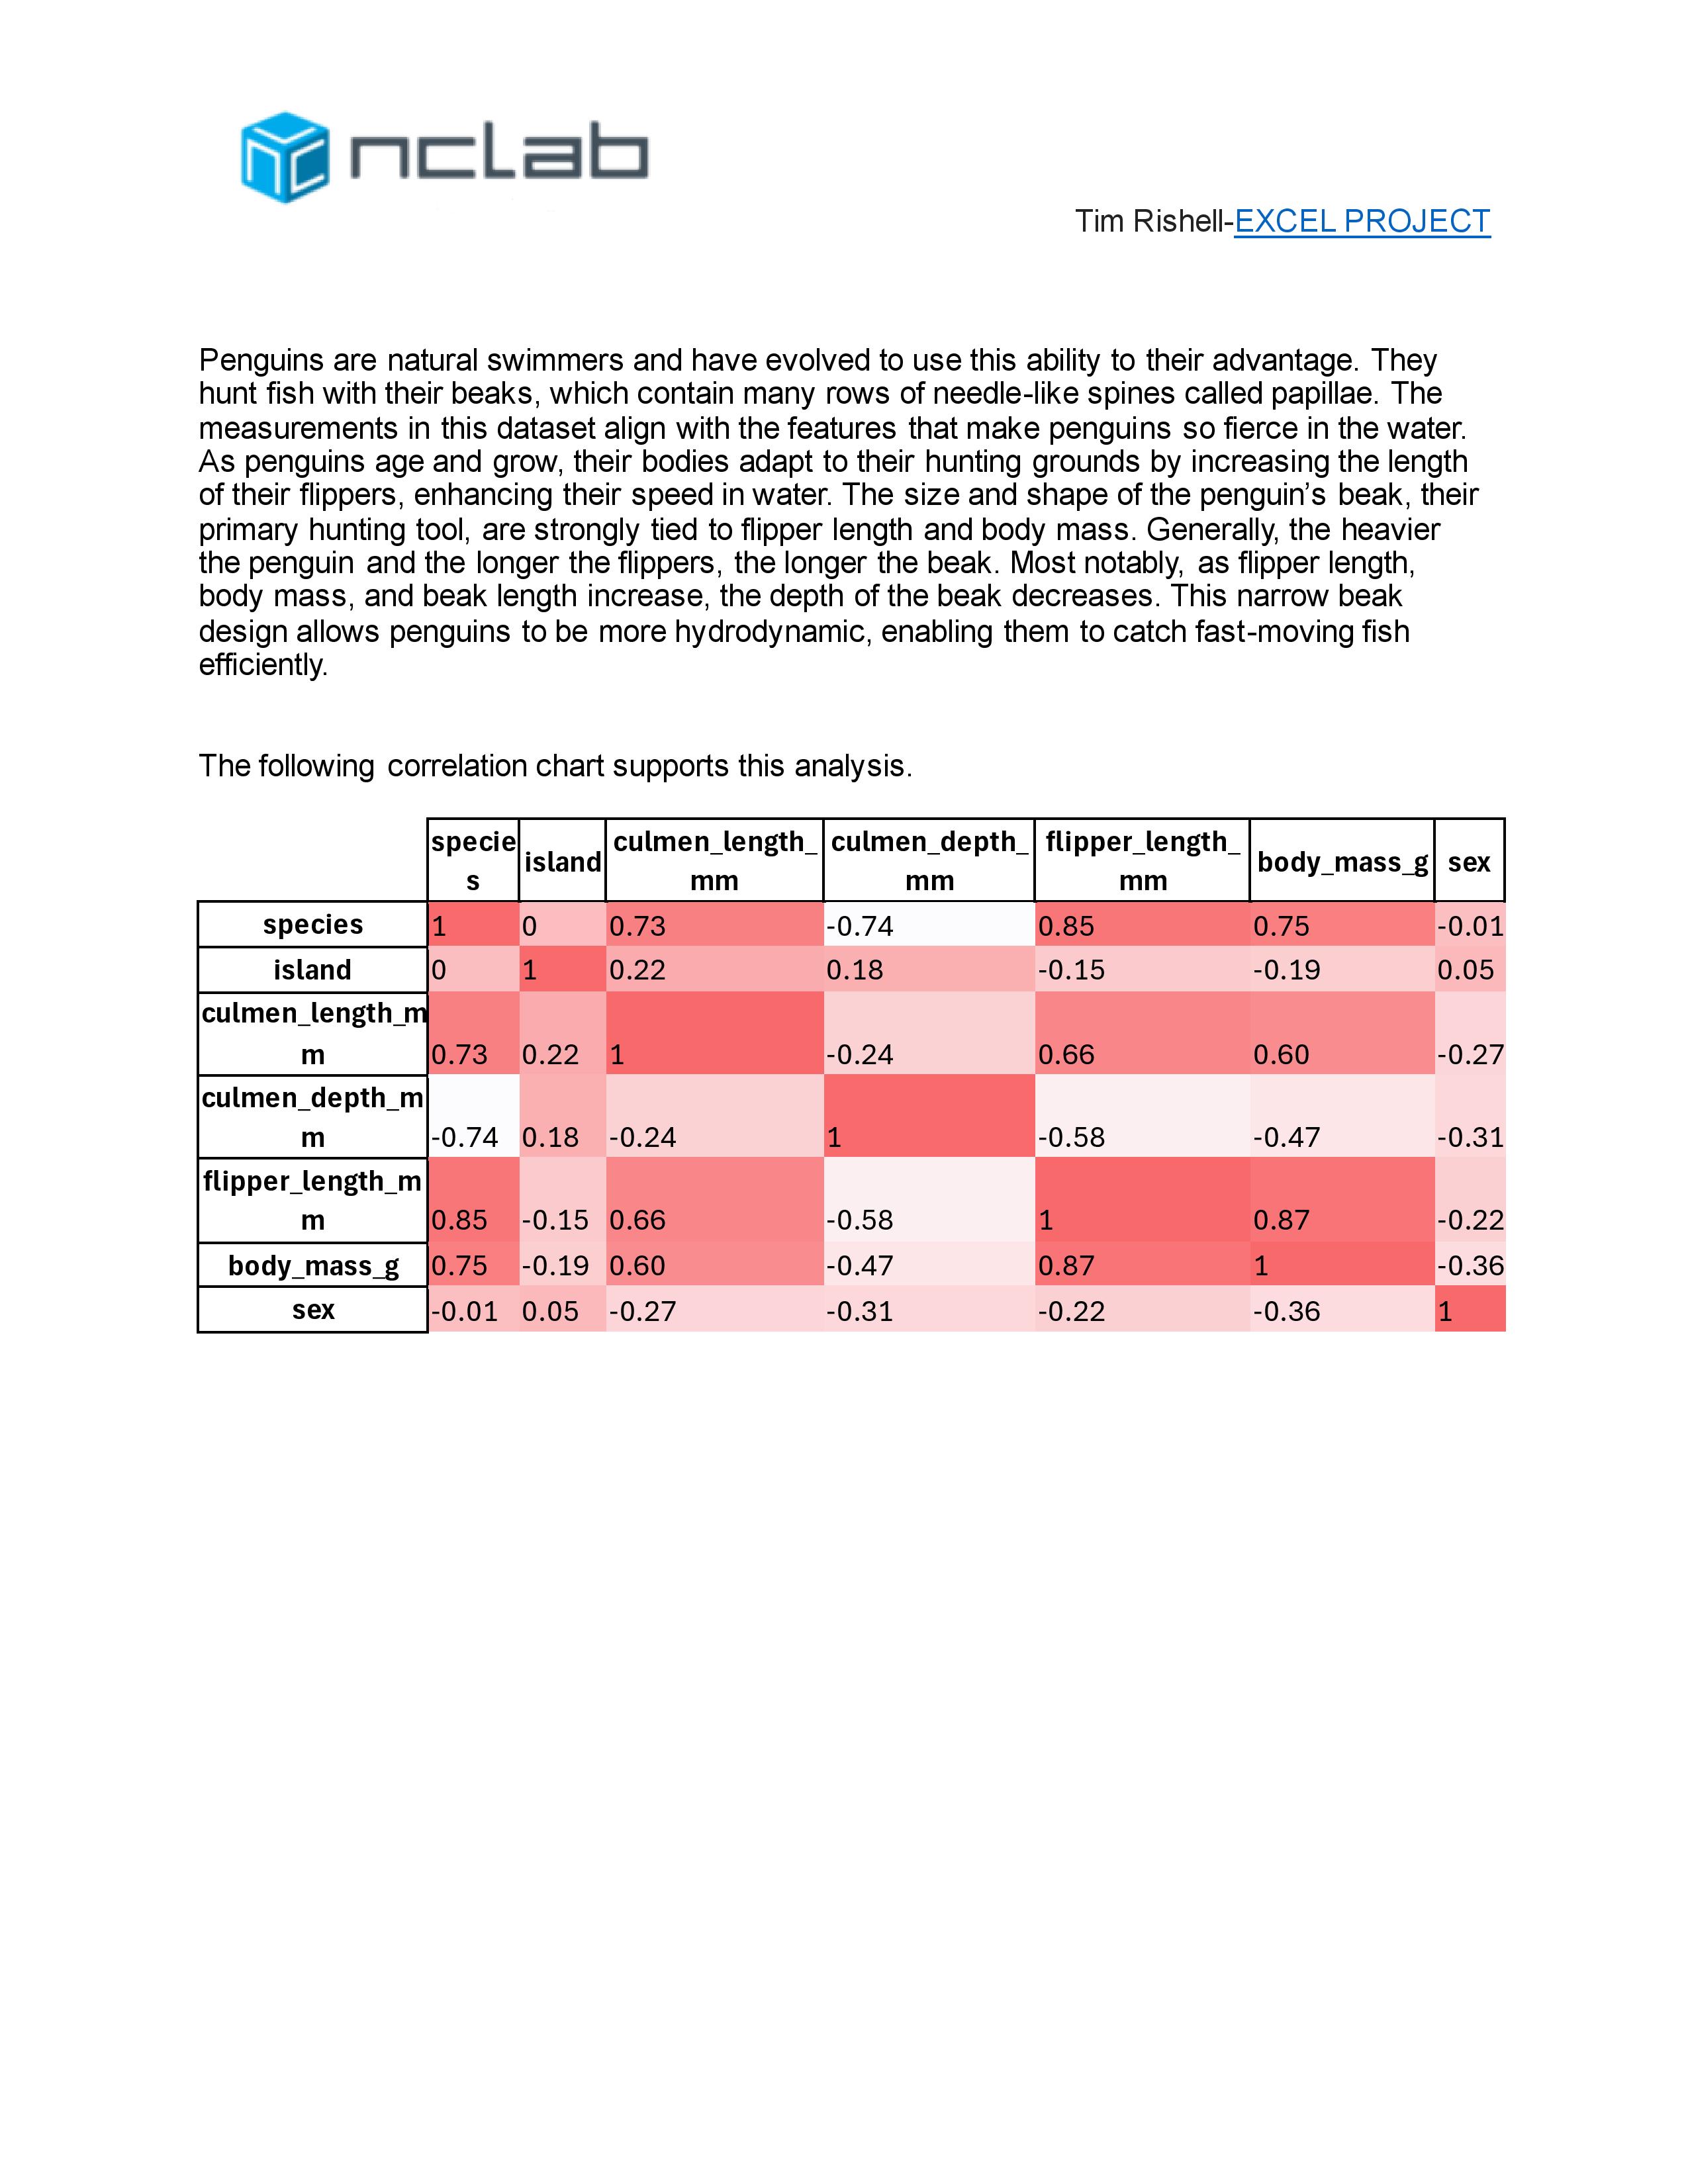 nclab
Tim Rishell-EXCEL PROJECT
Penguins are natural swimmers and have evolved to use this ability to their advantage. They
hunt fish with their beaks, which contain many rows of needle-like spines called papillae. The
measurements in this dataset align with the features that make penguins so fierce in the water.
As penguins age and grow, their bodies adapt to their hunting grounds by increasing the length
of their flippers, enhancing their speed in water. The size and shape of the penguin’s beak, their
primary hunting tool, are strongly tied to flipper length and body mass. Generally, the heavier
the penguin and the longer the flippers, the longer the beak. Most notably, as flipper length,
body mass, and beak length increase, the depth of the beak decreases. This narrow beak
design allows penguins to be more hydrodynamic, enabling them to catch fast-moving fish
efficiently.
The following correlation chart supports this analysis.
specie island culmen_length_ culmen_depth_ flipper_length_ body_mass_g sex
s mm mm mm
species 1 0 0.73 -0.74 0.85 0.75 -0.01
island 0 1 0.22 0.18 -0.15 -0.19 0.05
culmen_length_m
m 0.73 0.22 1 -0.24 0.66 0.60 -0.27
culmen_depth_m
m -0.74 0.18 -0.24 1 -0.58 -0.47 -0.31
flipper_length_m
m 0.85 -0.15 0.66 -0.58 1 0.87 -0.22
body_mass_g 0.75 -0.19 0.60 -0.47 0.87 1 -0.36
sex -0.01 0.05 -0.27 -0.31 -0.22 -0.36 1